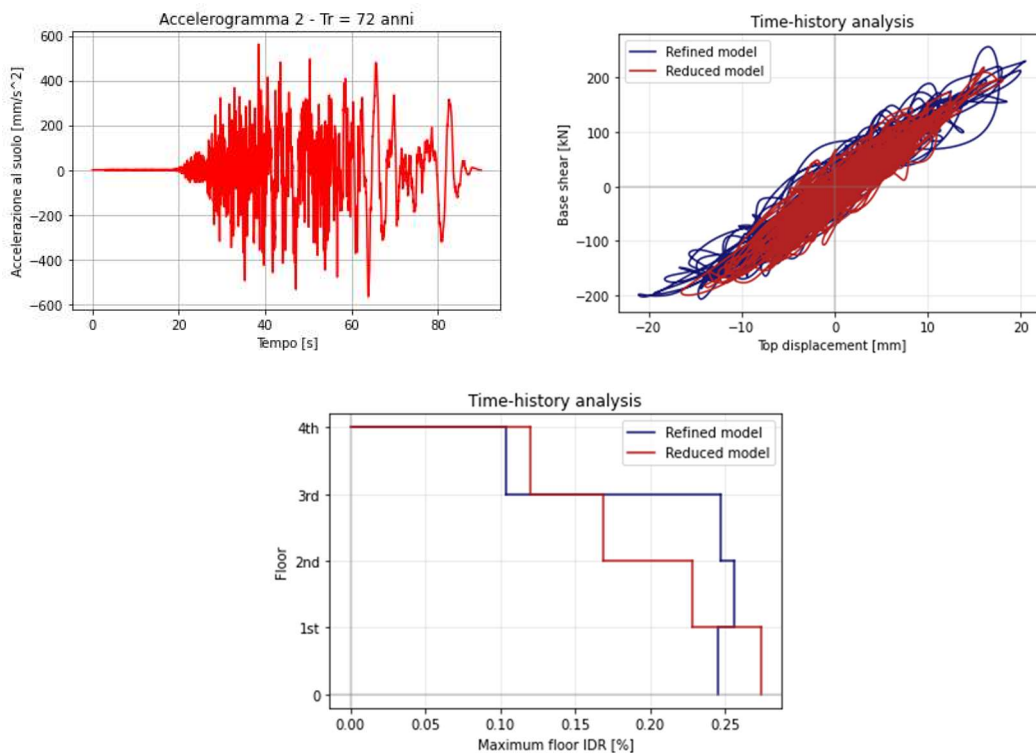 Accelerogramma 2 - Tr = 72 anni
600
400
200
0
−200
−400
−600
Accelerazione al suolo [mm/s^2]
0
20
40
60
80
Tempo [s]
Time-history analysis
Refined model
Reduced model
200
100
0
−100
−200
Base shear [kN]
−20
−10
0
10
20
Top displacement [mm]
Time-history analysis
Refined model
Reduced model
4th
3rd
2nd
1st
0
Floor
0.00
0.05
0.10
0.15
0.20
0.25
Maximum floor IDR [%]